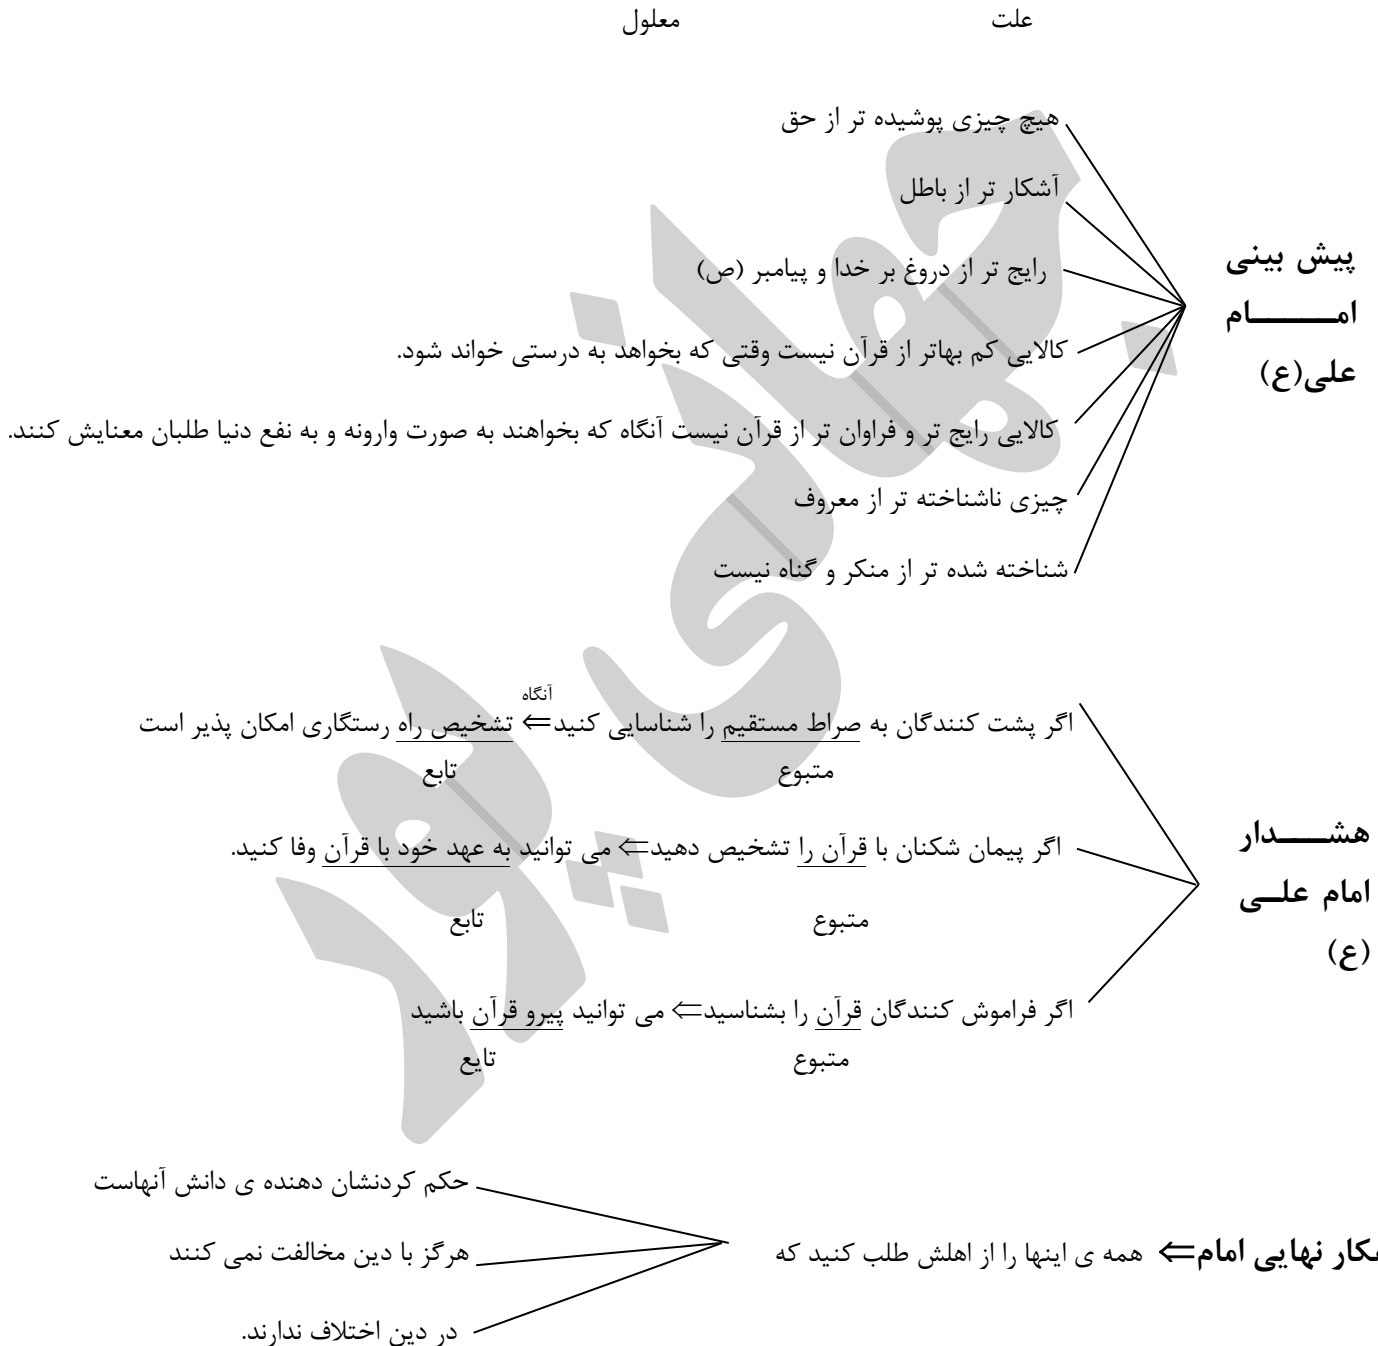 علت معلول
هیچ چیزی پوشیده تر از حق
آشکار تر از باطل
رایج تر از دروغ بر خدا و پیامبر (ص)
کالایی کم بهاتر از قرآن نیست وقتی که بخواهد به درستی خواند شود.
کالایی رایج تر و فراوان تر از قرآن نیست آنگاه که بخواهند به صورت وارونه و به نفع دنیا طلبان معنایش کنند.
چیزی ناشناخته تر از معروف
شناخته شده تر از منکر و گناه نیست
پیش بینی
امـــــام
علی(ع)
آنگاه
اگر پشت کنندگان به صراط مستقیم را شناسایی کنید⇐ تشخیص راه رستگاری امکان پذیر است
متبوع تابع
اگر پیمان شکنان با قرآن را تشخیص دهید⇐ می توانید به عهد خود با قرآن وفا کنید.
متبوع تابع
اگر فراموش کنندگان قرآن را بشناسید⇐ می توانید پیرو قرآن باشید
متبوع تایع
هشـــدار
امام علـی
(ع)
کار نهایی امام⇐ همه ی اینها را از اهلش طلب کنید که
حکم کردنشان دهنده ی دانش آنهاست
هرگز با دین مخالفت نمی کنند
در دین اختلاف ندارند.